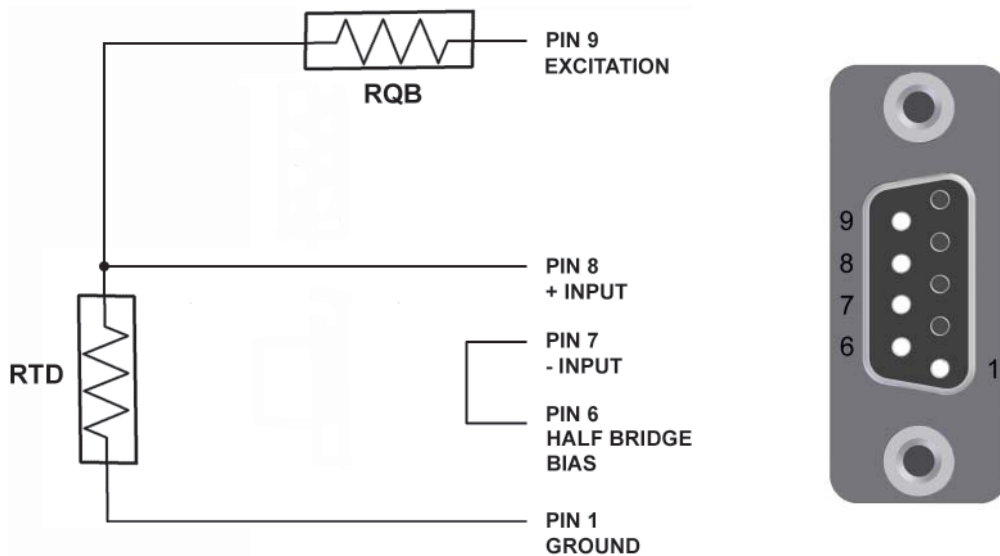 PIN 9
EXCITATION
RQB
PIN 8
+ INPUT
PIN 7
- INPUT
RTD
PIN 6
HALF BRIDGE
BIAS
PIN 1
GROUND
9
8
7
6
1